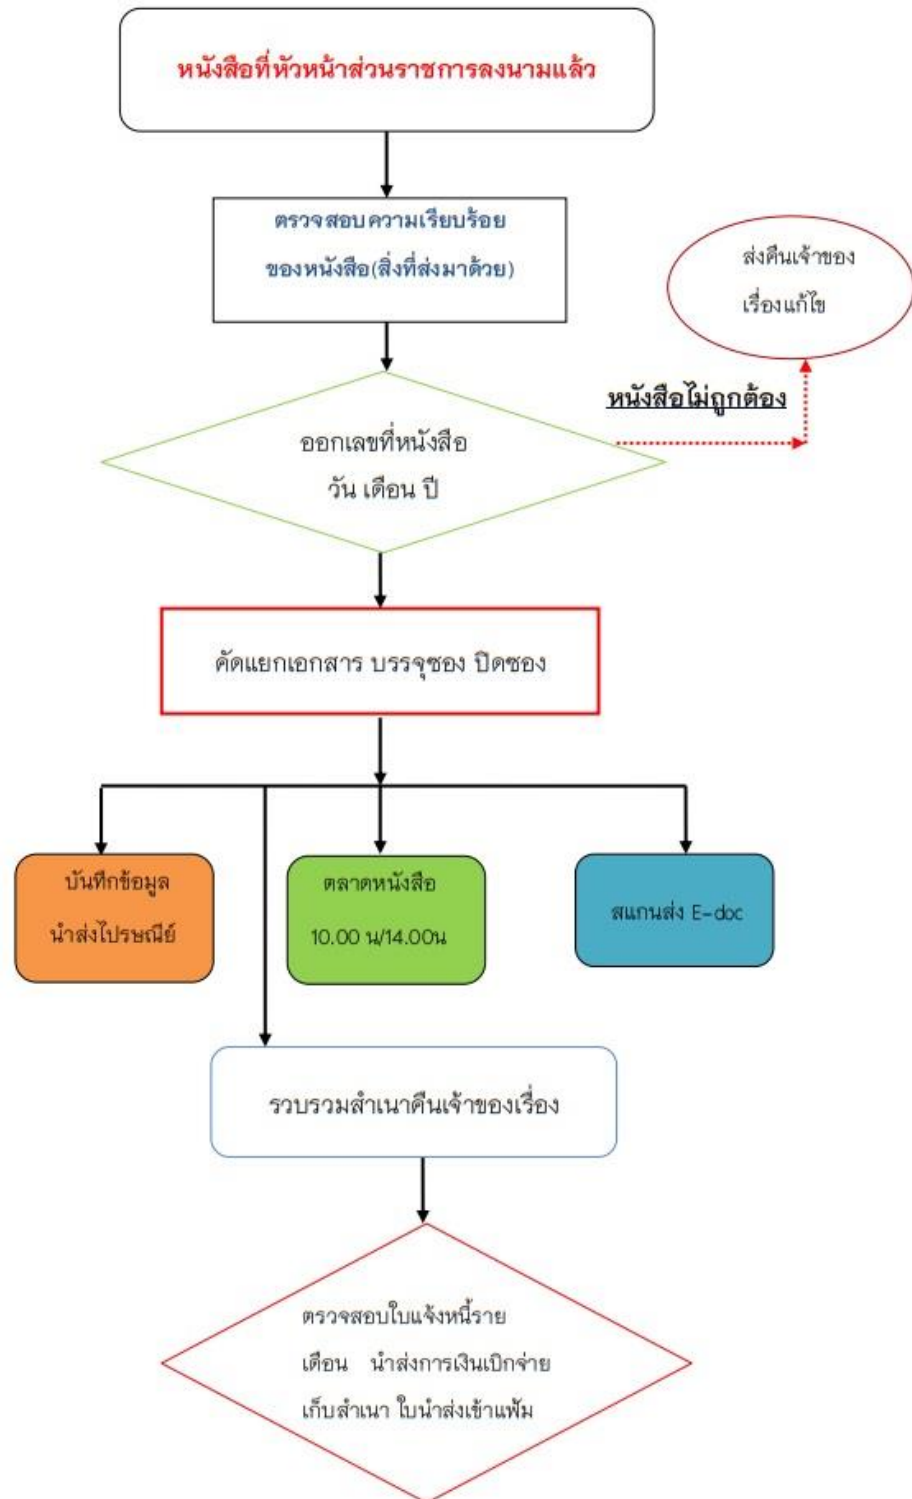 หนังสือที่หัวหน้าส่วนราชการลงนามแล้ว
ตรวจสอบความเรียบร้อย
ของหนังสือ(สิ่งที่ส่งมาด้วย)
ส่งคืนเจ้าของ
เรื่องแก้ไข
หนังสือไม่ถูกต้อง
ออกเลขที่หนังสือ
วัน เดือน ปี
คัดแยกเอกสาร บรรจุซอง ปิดซอง
บันทึกข้อมูล
นำส่งไปรษณีย์
ตลาดหนังสือ
10.00 น/14.00น
สแกนส่ง E-doc
รวบรวมสำเนาคืนเจ้าของเรื่อง
ตรวจสอบใบแจ้งหนี้ราย
เดือน นำส่งการเงินเบิกจ่าย
เก็บสำเนา ใบนำส่งเข้าแฟ้ม